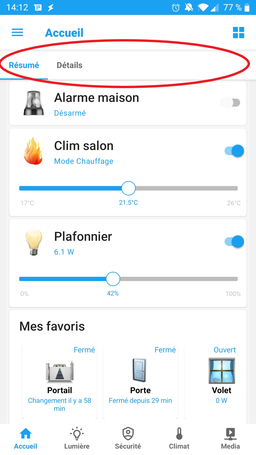 14:12
77 %
Accueil
Résumé Détails
Alarme maison
Désarmé
Clim salon
Mode Chauffage
17°C 21.5°C 26°C
Plafonnier
6.1 W
0% 42% 100%
Mes favoris
Fermé Fermé Ouvert
Portail Porte Volet
Changement il y a 58 min Fermé depuis 29 min 0 W
Accueil Lumière Sécurité Climat Media